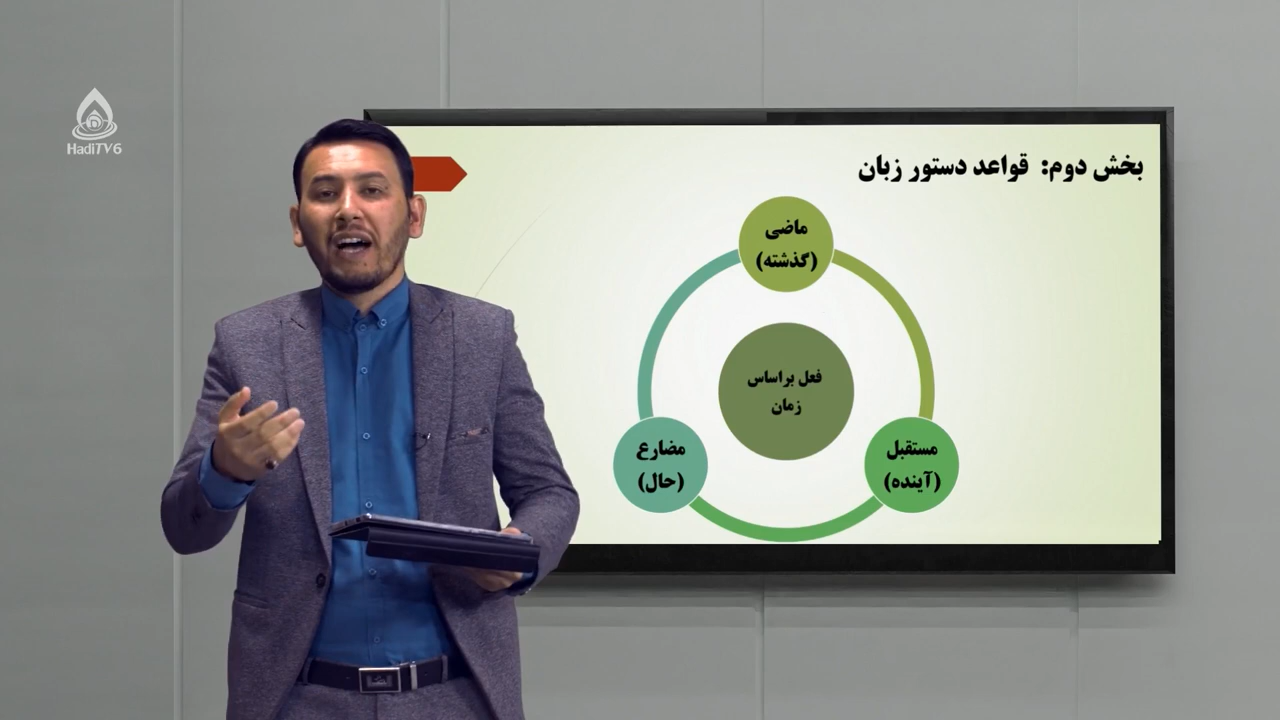 HadiTV6
بخش دوم: قواعد دستور زبان
ماضی
(گذشته)
فعل براساس
زمان
مضارع
(حال)
مستقبل
(آینده)